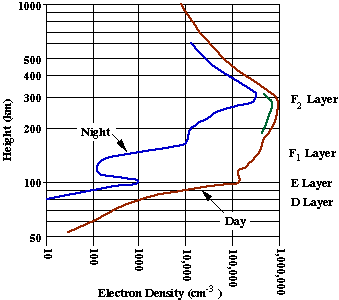 1000
500
400
300
200
100
50
Height (km)
Night
Day
F2 Layer
F1 Layer
E Layer
D Layer
10
100
1000
10,000
100,000
1,000,000
Electron Density (cm-3 )